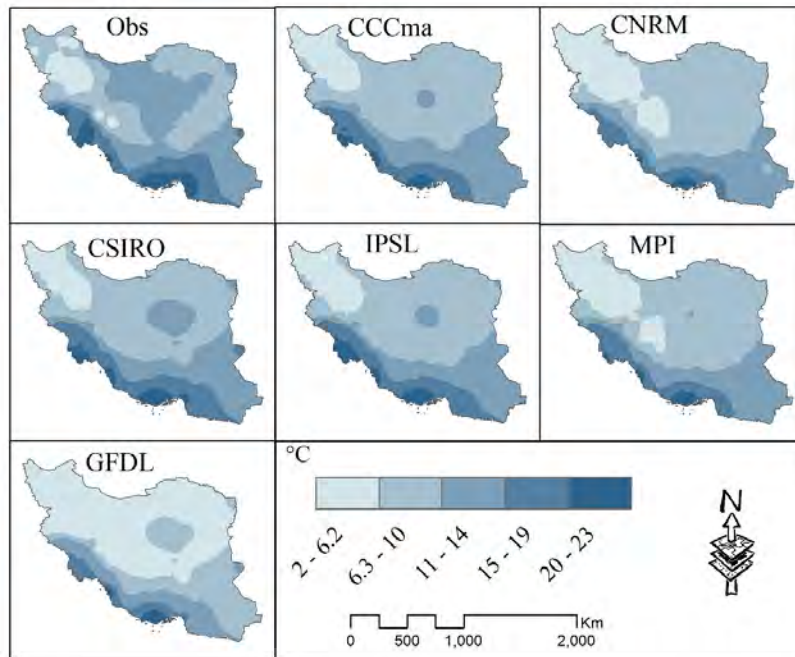 Obs
CCCma
CNRM
CSIRO
IPSL
MPI
GFDL
°C
2 - 6.2
6.3 - 10
11 - 14
15 - 19
20 - 23
N
Km
0 500 1,000 2,000